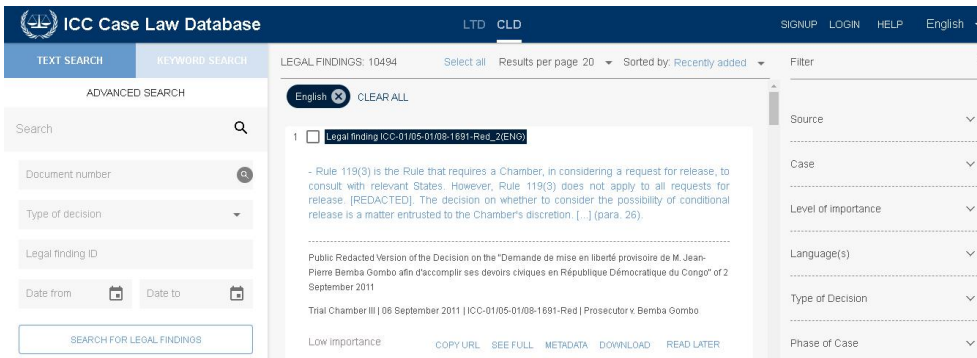 ICC Case Law Database
LTD CLD
SIGNUP LOGIN HELP English
TEXT SEARCH KEYWORD SEARCH
ADVANCED SEARCH
Search
Document number
Type of decision
Legal finding ID
Date from Date to
SEARCH FOR LEGAL FINDINGS
LEGAL FINDINGS: 10494 Select all Results per page 20 Sorted by: Recently added
English CLEAR ALL
1 Legal finding ICC-01/05-01/08-1691-Red_2(ENG)
- Rule 119(3) is the Rule that requires a Chamber, in considering a request for release, to
consult with relevant States. However, Rule 119(3) does not apply to all requests for
release. [REDACTED]. The decision on whether to consider the possibility of conditional
release is a matter entrusted to the Chamber's discretion. [...] (para. 26).
Public Redacted Version of the Decision on the "Demande de mise en liberté provisoire de M. Jean-
Pierre Bemba Gombo afin d'accomplir ses devoirs civiques en République Démocratique du Congo" of 2
September 2011
Trial Chamber III | 06 September 2011 | ICC-01/05-01/08-1691-Red | Prosecutor v. Bemba Gombo
Low importance COPY URL SEE FULL METADATA DOWNLOAD READ LATER
Filter
Source
Case
Level of importance
Language(s)
Type of Decision
Phase of Case